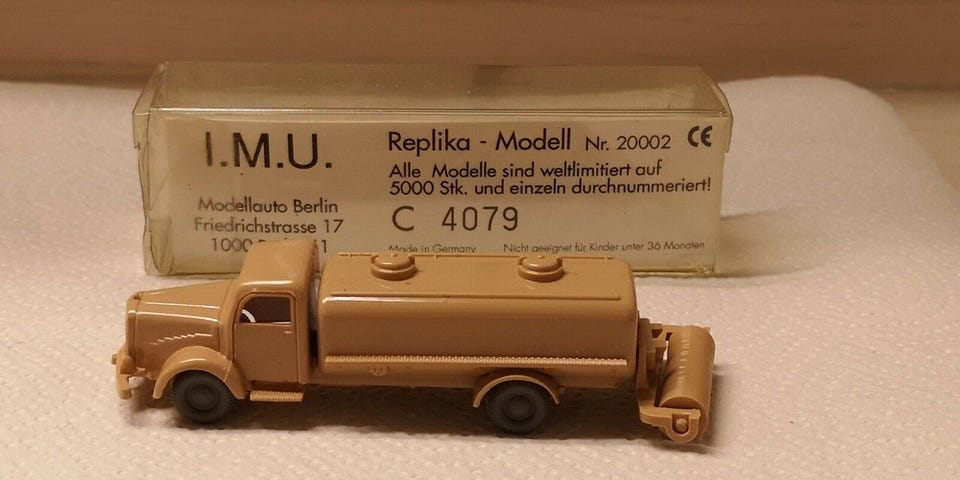 I.M.U.
Modellauto Berlin
Friedrichstrasse 17
1000
Replika - Modell Nr. 20002 CE
Alle Modelle sind weltlimitiert auf
5000 Stk. und einzeln durchnummeriert!
C 4079
Made in Germany Nicht geeignet für Kinder unter 36 Monaten